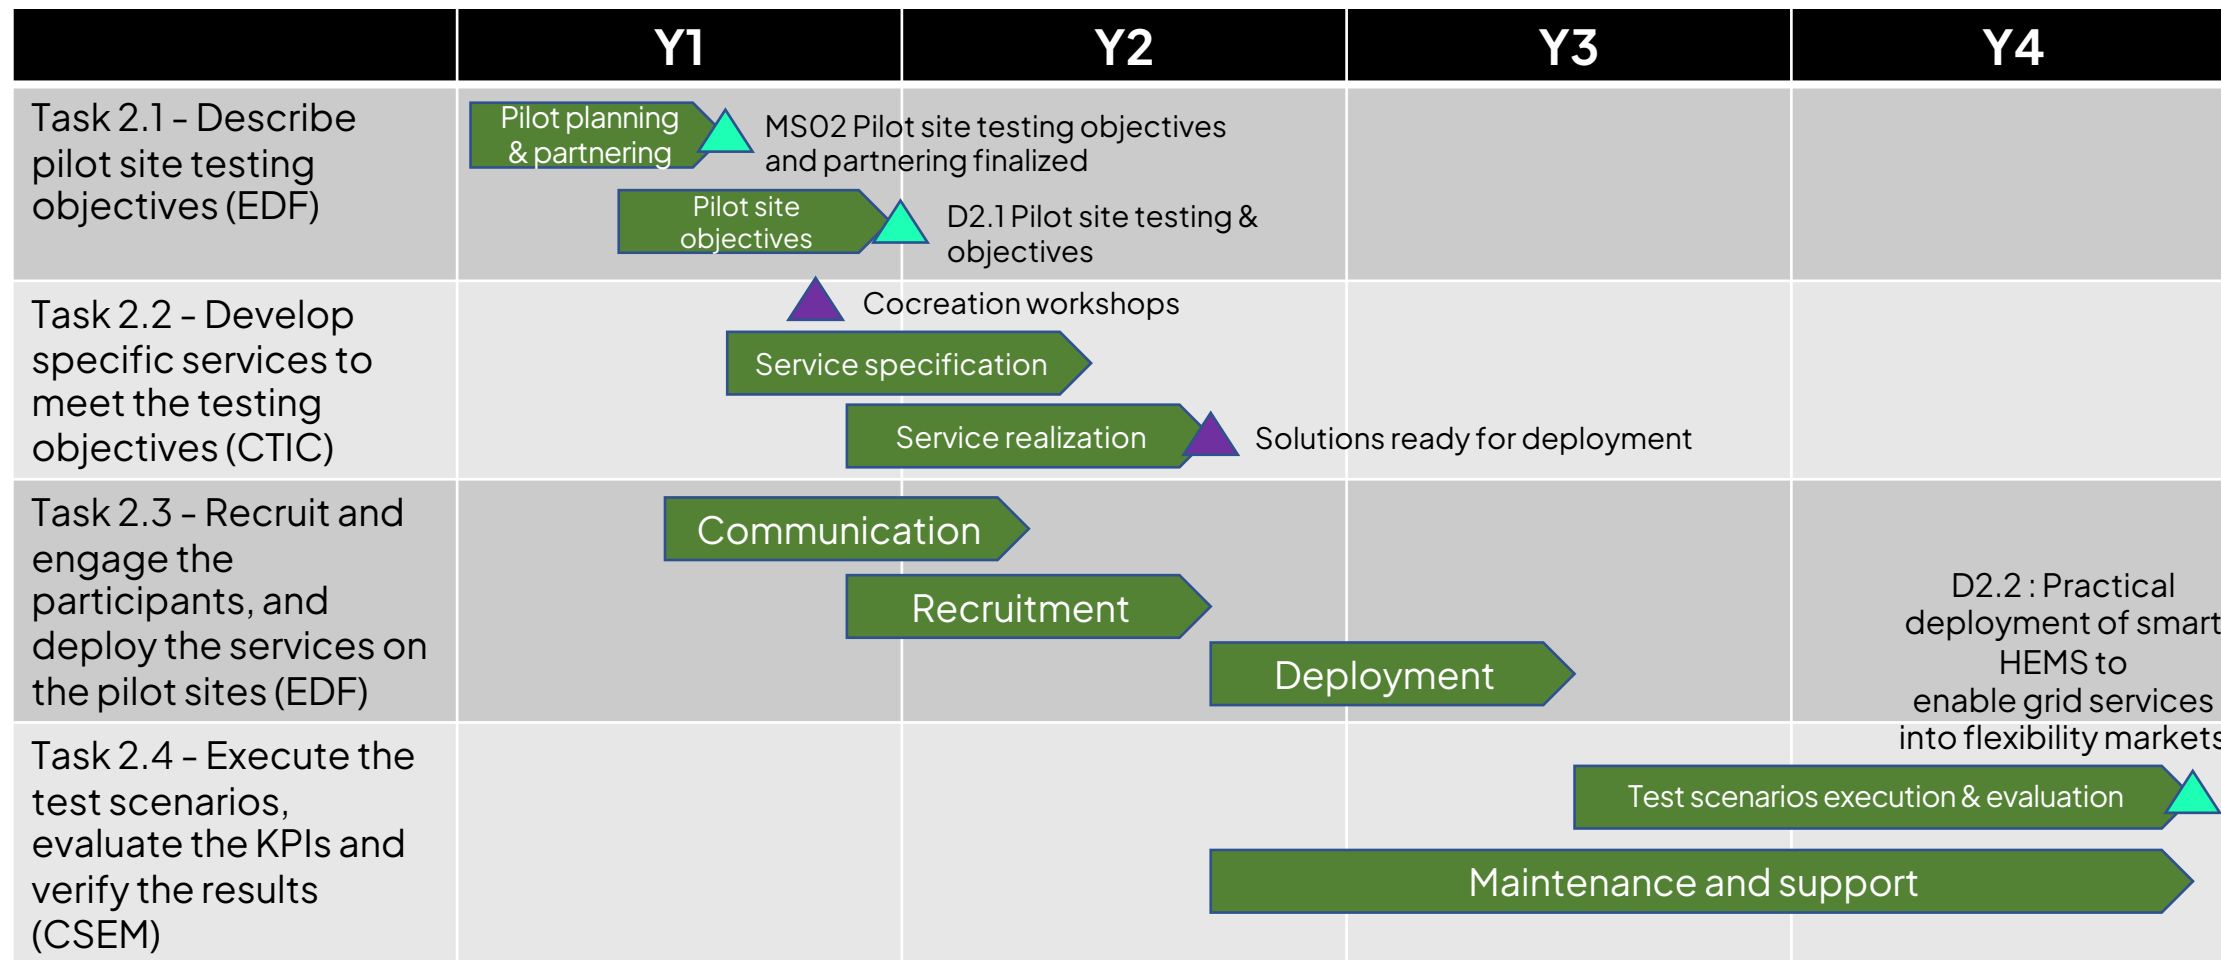 Y1 Y2 Y3 Y4
Task 2.1 - Describe
pilot site testing
objectives (EDF)
Pilot planning
& partnering
MS02 Pilot site testing objectives
and partnering finalized
Pilot site
objectives
D2.1 Pilot site testing &
objectives
Task 2.2 - Develop
specific services to
meet the testing
objectives (CTIC)
Cocreation workshops
Service specification
Service realization
Solutions ready for deployment
Task 2.3 - Recruit and
engage the
participants, and
deploy the services on
the pilot sites (EDF)
Communication
Recruitment
Deployment
D2.2 : Practical
deployment of smart
HEMS to
enable grid services
into flexibility markets
Task 2.4 - Execute the
test scenarios,
evaluate the KPIs and
verify the results
(CSEM)
Test scenarios execution & evaluation
Maintenance and support